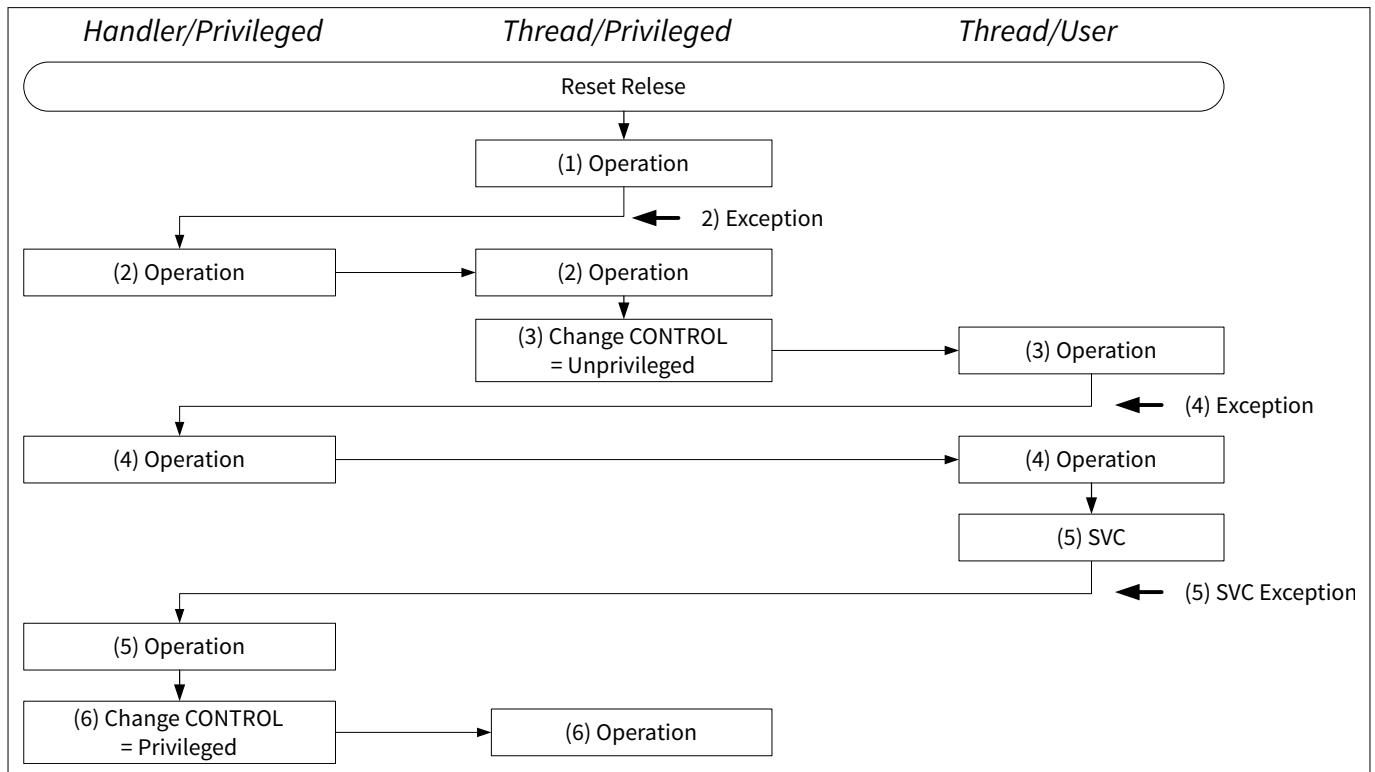 Handler/Privileged
Thread/Privileged
Thread/User
Reset Relese
(1) Operation
2) Exception
(2) Operation
(2) Operation
(3) Change CONTROL
= Unprivileged
(3) Operation
(4) Exception
(4) Operation
(4) Operation
(5) SVC
(5) SVC Exception
(5) Operation
(6) Change CONTROL
= Privileged
(6) Operation